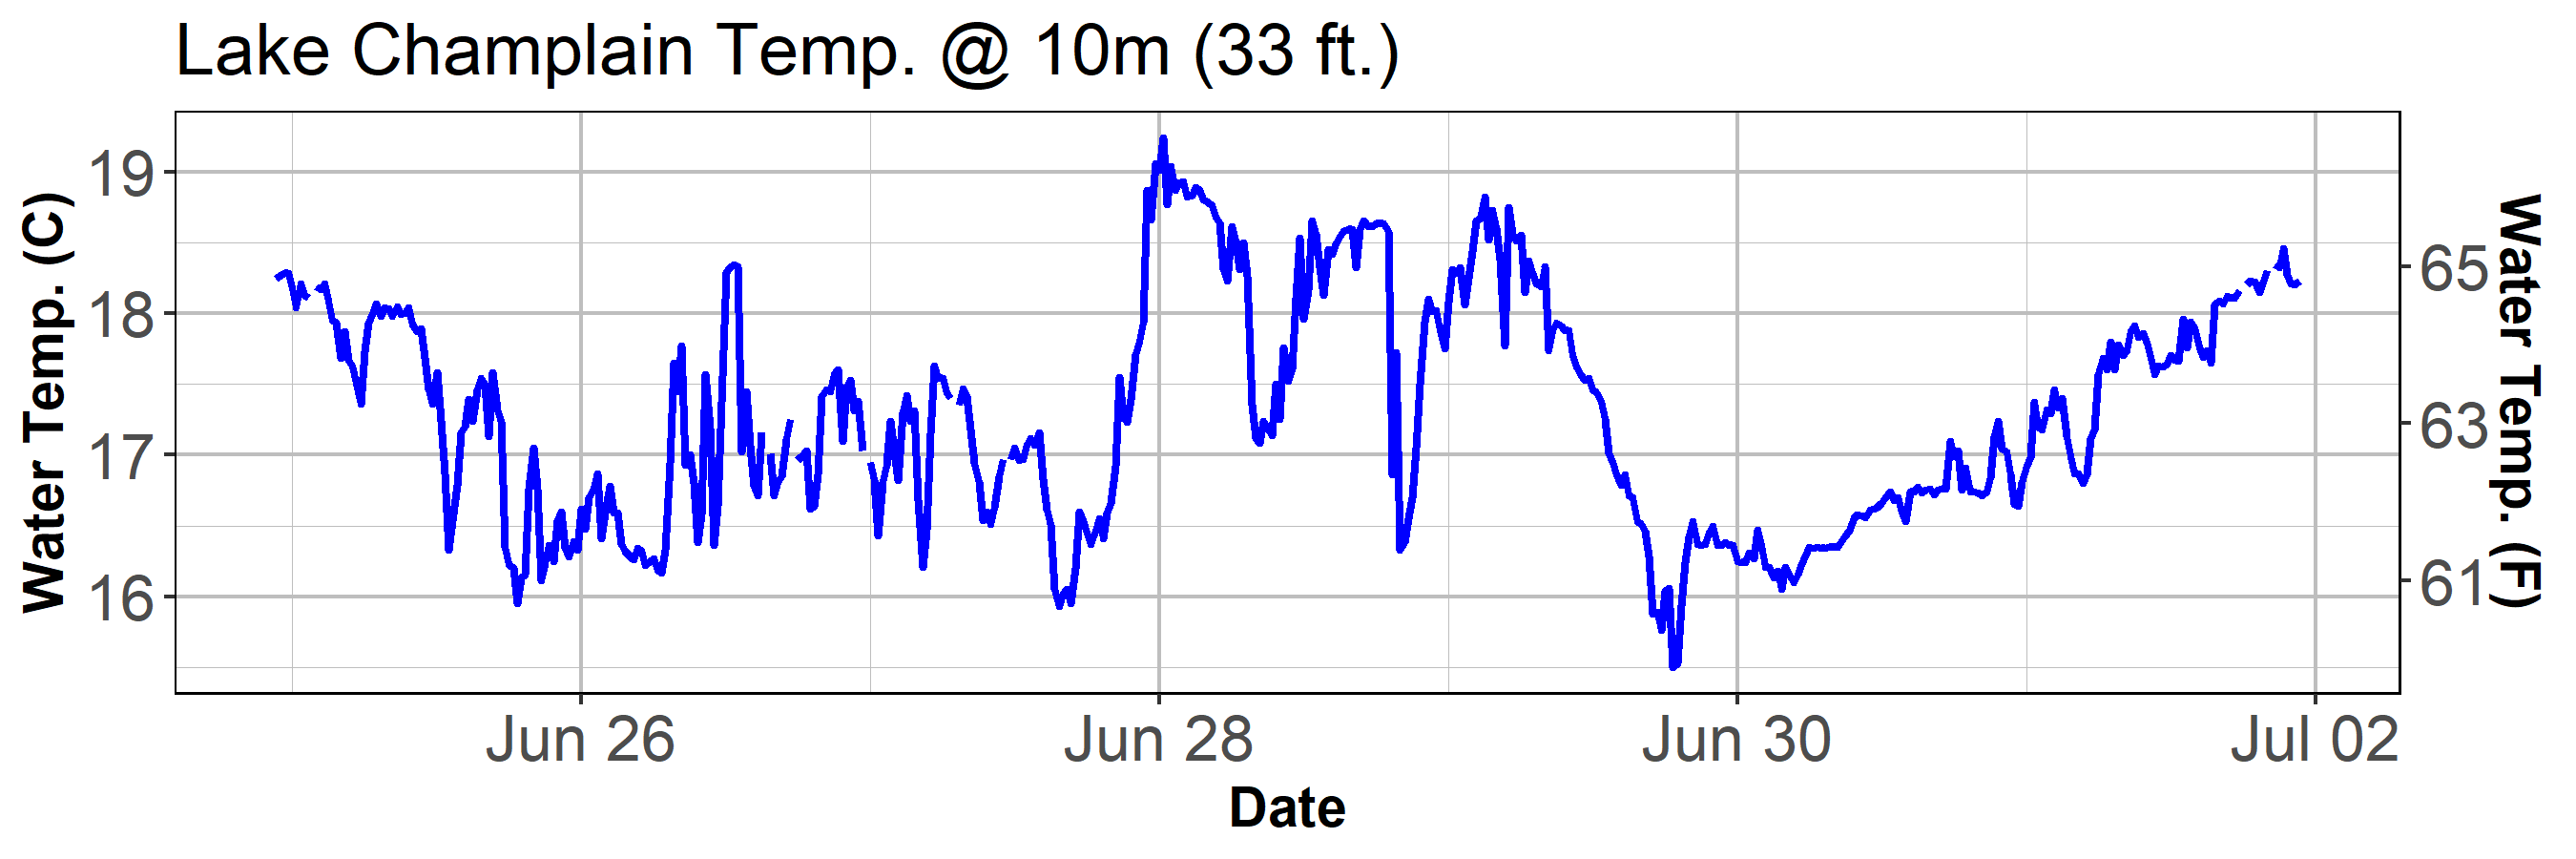 Lake Champlain Temp. @ 10m (33 ft.)
Water Temp. (C)
19
18
17
16
65
63
61
Water Temp. (F)
Jun 26
Jun 28
Jun 30
Jul 02
Date